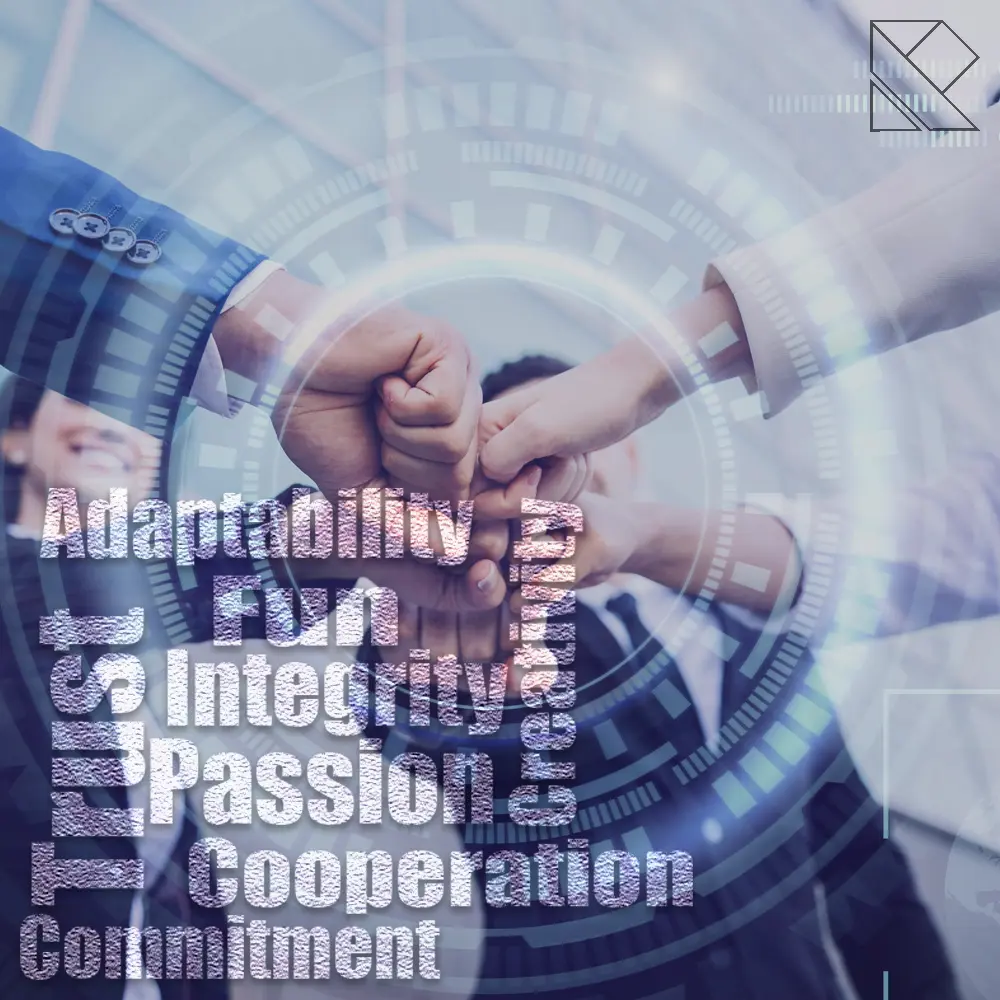 Adaptability
Creativity
Fun
Trust
Integrity
Passion
Cooperation
Commitment